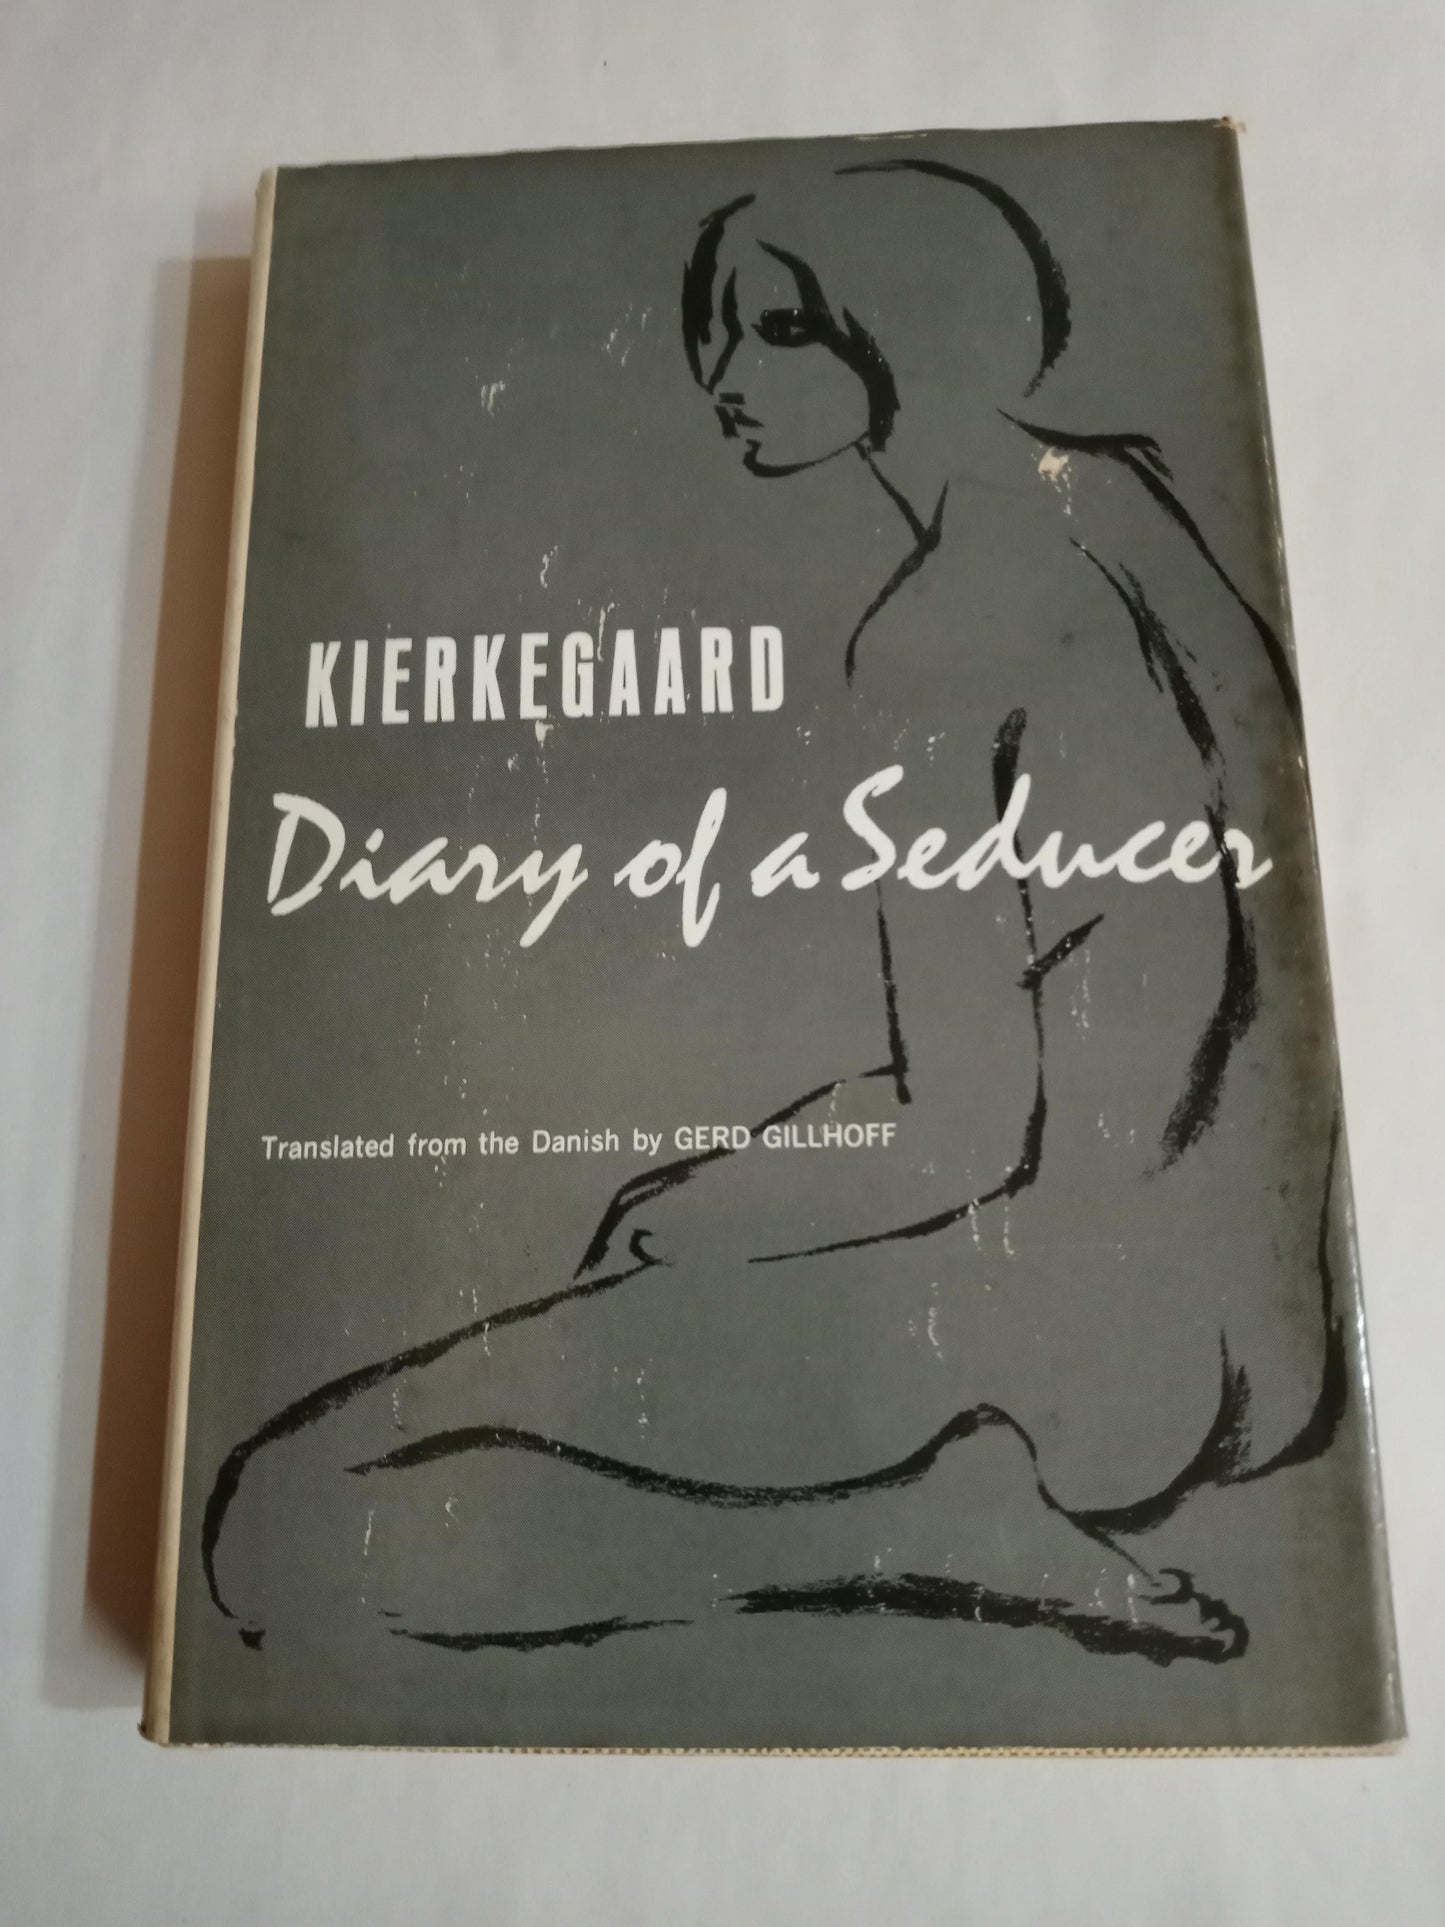 KIERKEGAARD
Diary of a Seducer
Translated from the Danish by GERD GILLHOFF